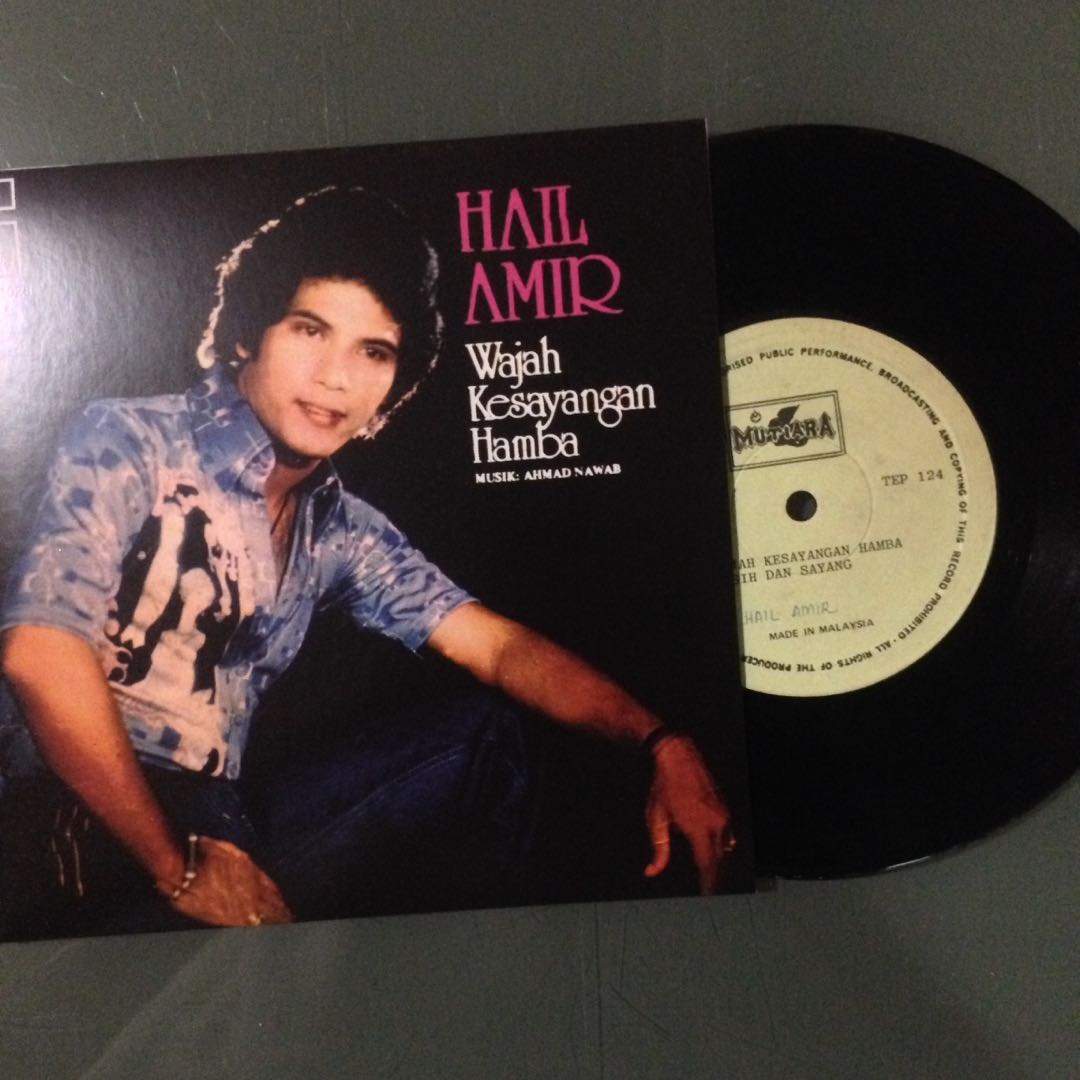 HAIL
AMIR
Wajah
Kesayangan
Hamba
MUSIK: AHMAD NAWAB
PUBLIC PERFORMANCE, BROADCASTING AND COPYING OF THIS RECORD PROHIBITED · ALL RIGHTS OF THE
MUTIARA
TEP 124
KESAYANGAN HAMBA
DAN SAYANG
HAIL AMIR
MADE IN MALAYSIA